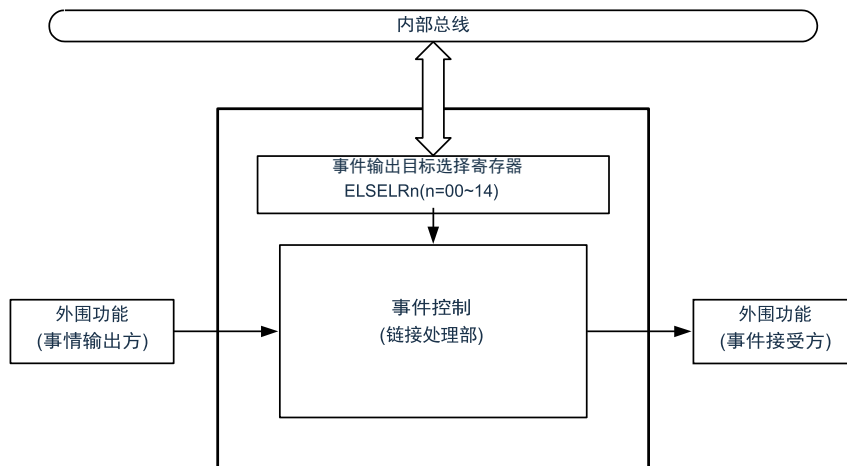 内部总线
事件输出目标选择寄存器
ELSELRn(n=00~14)
外围功能
(事情输出方)
事件控制
(链接处理部)
外围功能
(事件接受方)